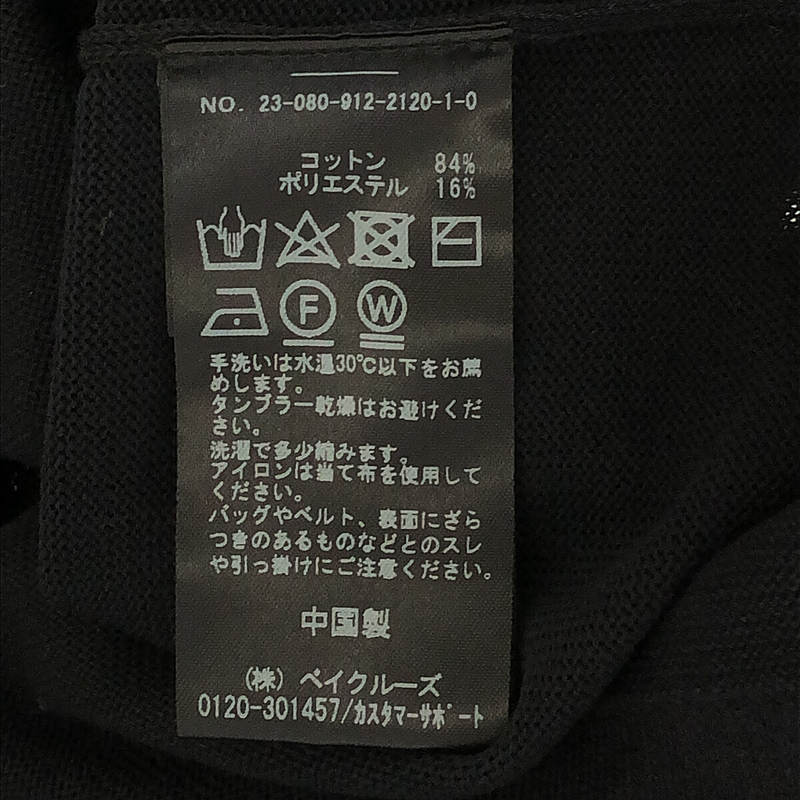 NO. 23-080-912-2120-1-0
コットン 84%
ポリエステル 16%
F W
手洗いは水温30℃以下をお薦
めします。
タンブラー乾燥はお避けくだ
さい。
洗濯で多少縮みます。
アイロンは当て布を使用して
ください。
バッグやベルト、表面にざら
つきのあるものなどとのスレ
や引っ掛けにご注意ください。
中国製
(株) ベイクルーズ
0120-301457/ｶｽﾀﾏｰｻﾎﾟｰﾄ